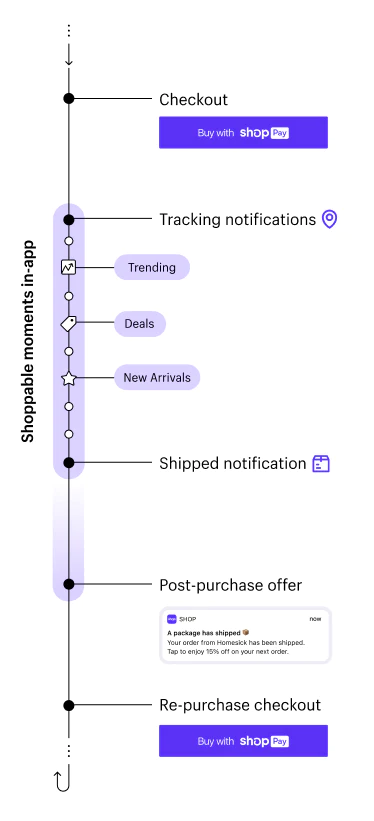 Checkout
Buy with shop Pay
Shoppable moments in-app
Tracking notifications
Trending
Deals
New Arrivals
Shipped notification
Post-purchase offer
shop SHOP now
A package has shipped 📦
Your order from Homesick has been shipped.
Tap to enjoy 15% off on your next order.
Re-purchase checkout
Buy with shop Pay